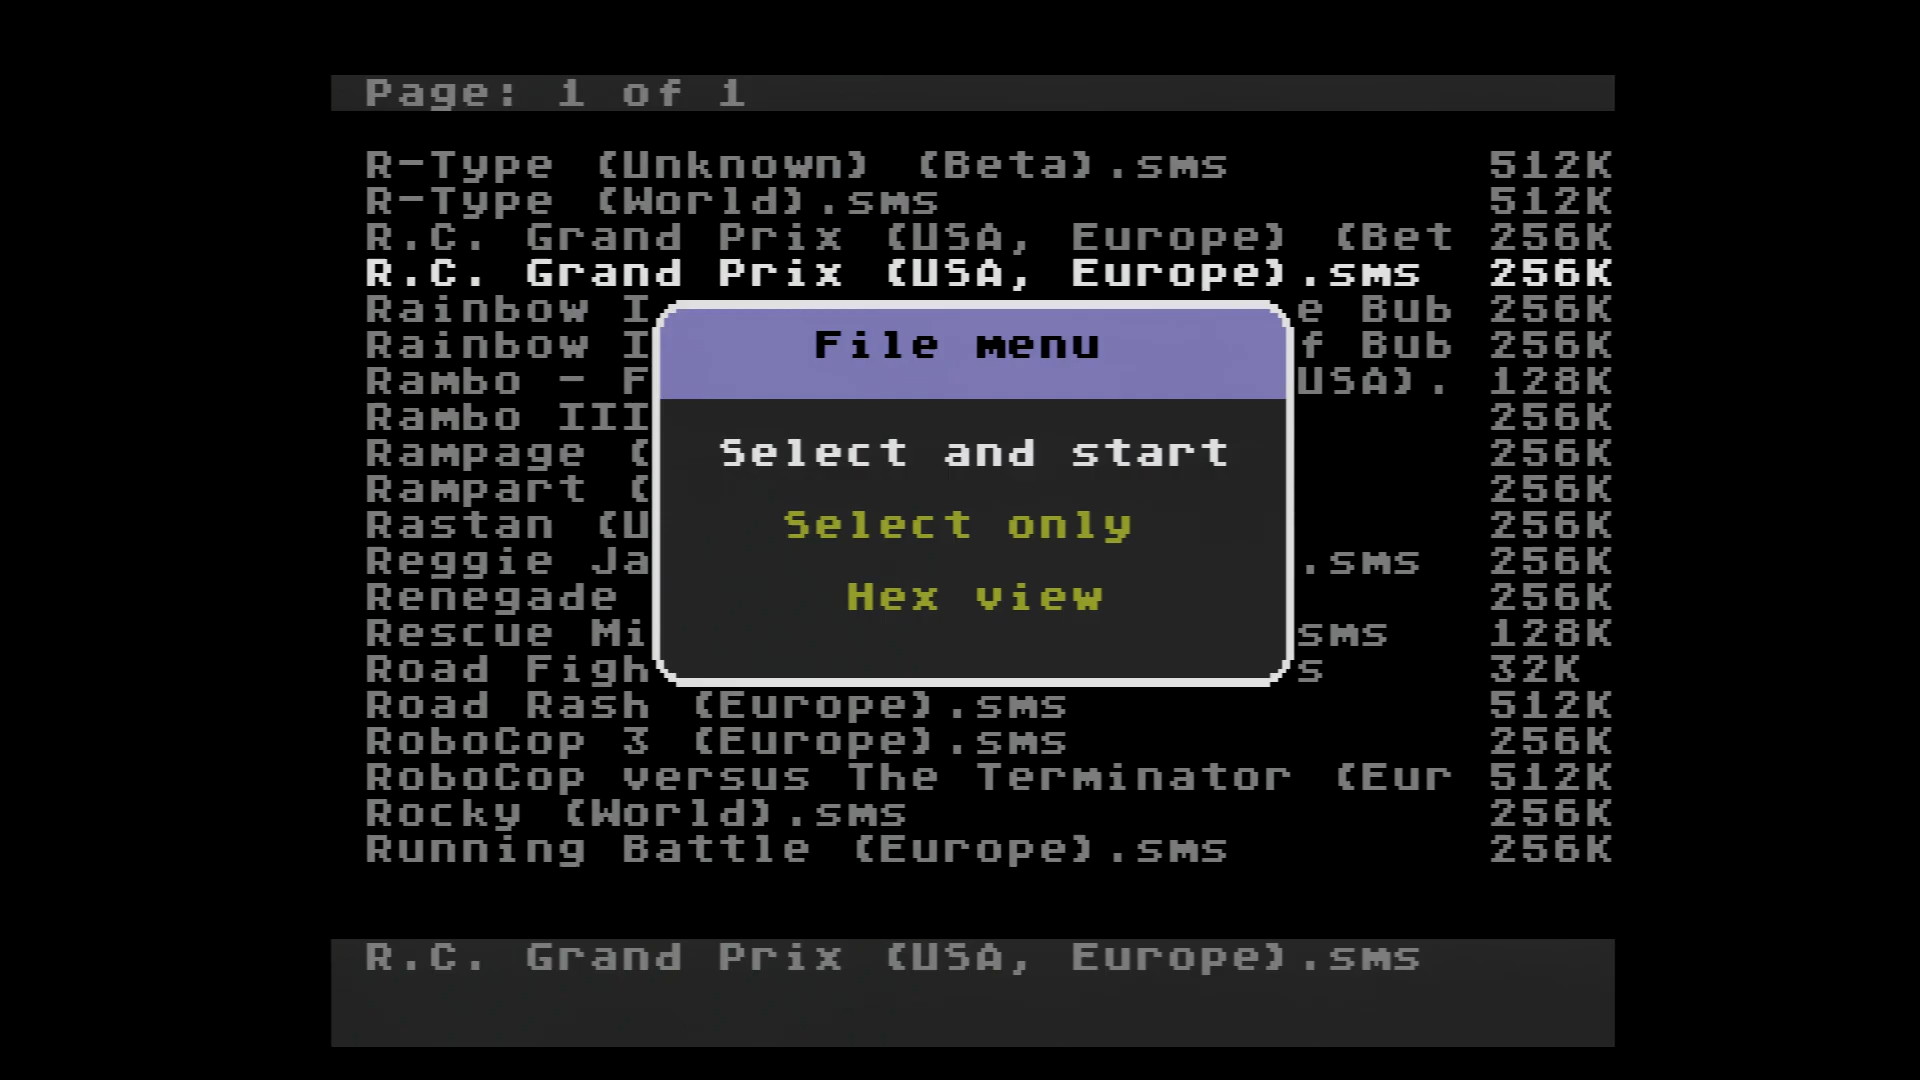 Page: 1 of 1
R-Type (Unknown) (Beta).sms 512K
R-Type (World).sms 512K
R.C. Grand Prix (USA, Europe) (Bet 256K
R.C. Grand Prix (USA, Europe).sms 256K
Rainbow I e Bub 256K
File menu
Rainbow I f Bub 256K
Rambo - F USA). 128K
Rambo III 256K
Select and start
Rampage ( 256K
Rampart ( 256K
Select only
Rastan (U 256K
Reggie Ja .sms 256K
Hex view
Renegade 256K
Rescue Mi sms 128K
Road Figh s 32K
Road Rash (Europe).sms 512K
RoboCop 3 (Europe).sms 256K
RoboCop versus The Terminator (Eur 512K
Rocky (World).sms 256K
Running Battle (Europe).sms 256K
R.C. Grand Prix (USA, Europe).sms